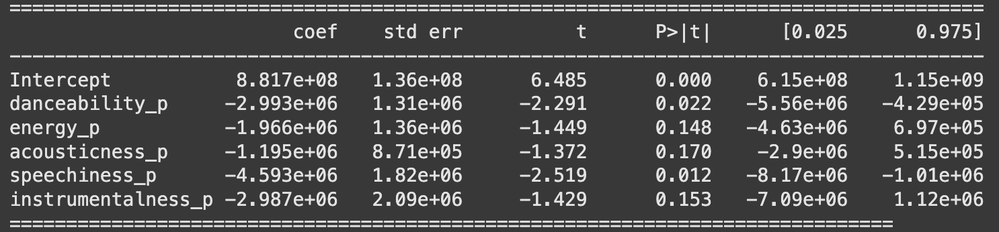 ==============================================================================
coef std err t P>|t| [0.025 0.975]
------------------------------------------------------------------------------
Intercept 8.817e+08 1.36e+08 6.485 0.000 6.15e+08 1.15e+09
danceability_p -2.993e+06 1.31e+06 -2.291 0.022 -5.56e+06 -4.29e+05
energy_p -1.966e+06 1.36e+06 -1.449 0.148 -4.63e+06 6.97e+05
acousticness_p -1.195e+06 8.71e+05 -1.372 0.170 -2.9e+06 5.15e+05
speechiness_p -4.593e+06 1.82e+06 -2.519 0.012 -8.17e+06 -1.01e+06
instrumentalness_p -2.987e+06 2.09e+06 -1.429 0.153 -7.09e+06 1.12e+06
==============================================================================